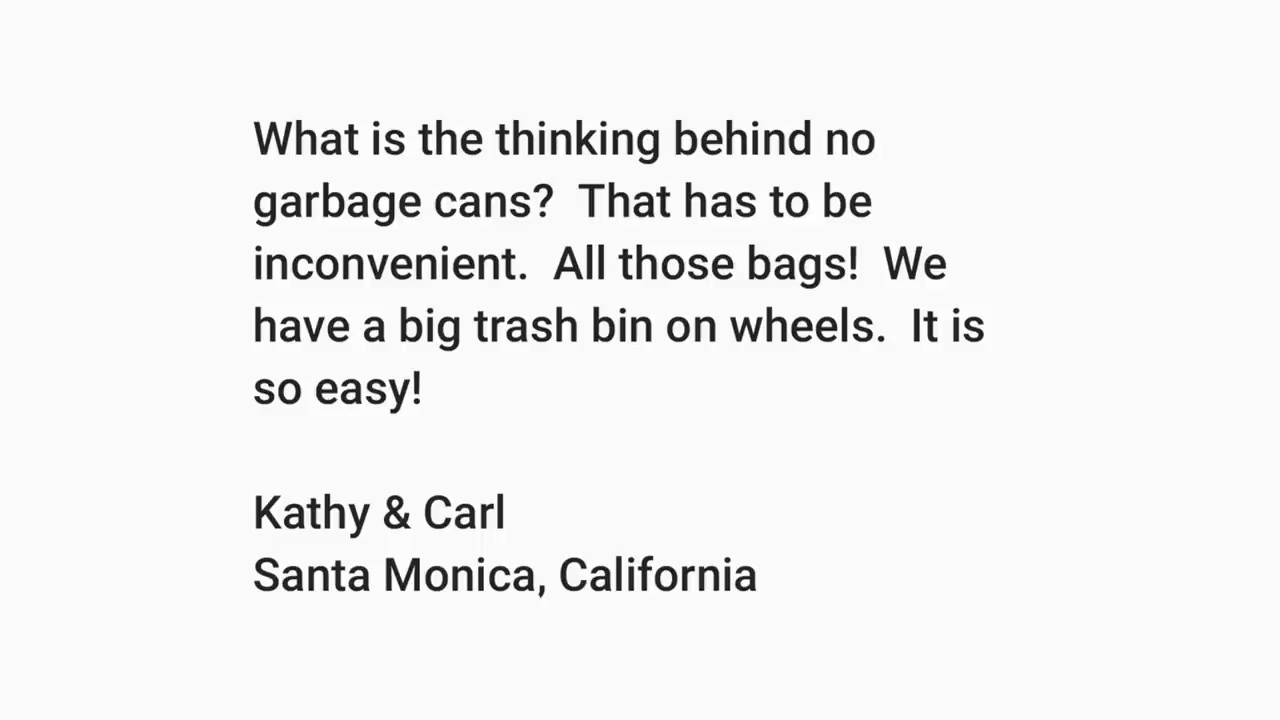 What is the thinking behind no
garbage cans?  That has to be
inconvenient.  All those bags!  We
have a big trash bin on wheels.  It is
so easy!

Kathy & Carl
Santa Monica, California